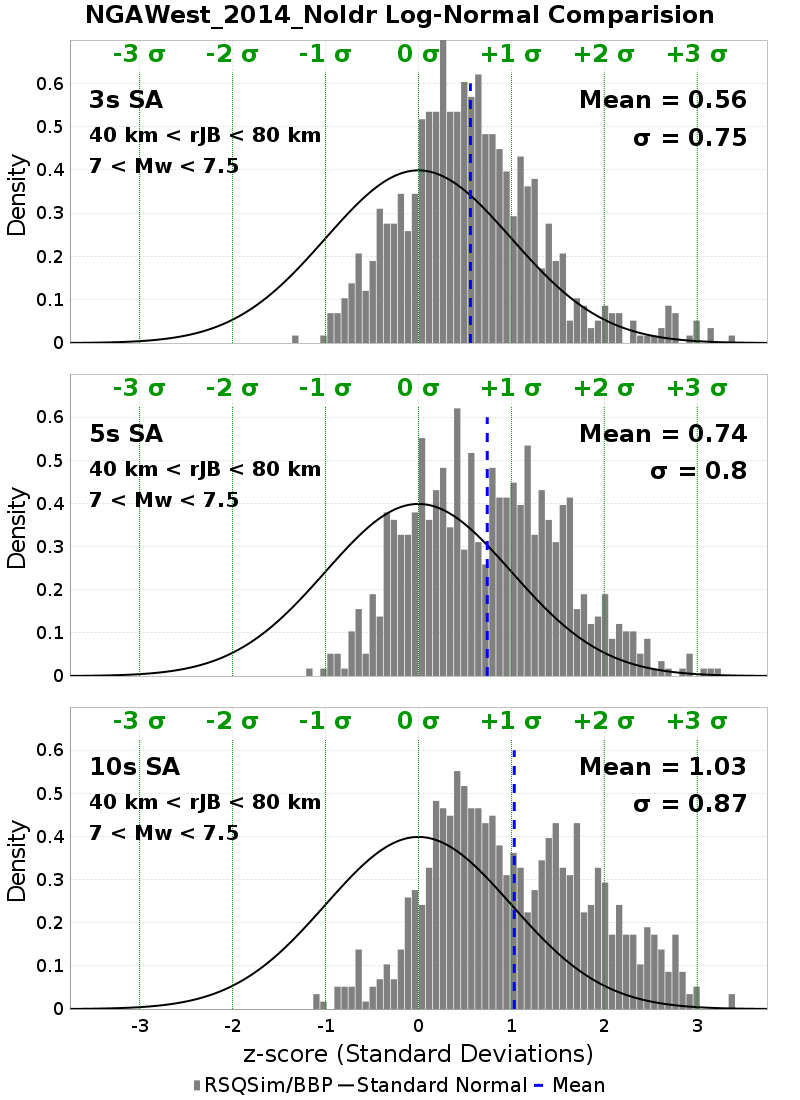 NGAWest_2014_NoIdr Log-Normal Comparision
-3 σ -2 σ -1 σ 0 σ +1 σ +2 σ +3 σ
3s SA
Mean = 0.56
40 km < rJB < 80 km
σ = 0.75
7 < Mw < 7.5
Density
0.6
0.5
0.4
0.3
0.2
0.1
0
-3 σ -2 σ -1 σ 0 σ +1 σ +2 σ +3 σ
5s SA
Mean = 0.74
40 km < rJB < 80 km
σ = 0.8
7 < Mw < 7.5
Density
0.6
0.5
0.4
0.3
0.2
0.1
0
-3 σ -2 σ -1 σ 0 σ +1 σ +2 σ +3 σ
10s SA
Mean = 1.03
40 km < rJB < 80 km
σ = 0.87
7 < Mw < 7.5
Density
0.6
0.5
0.4
0.3
0.2
0.1
0
-3 -2 -1 0 1 2 3
z-score (Standard Deviations)
RSQSim/BBP Standard Normal Mean